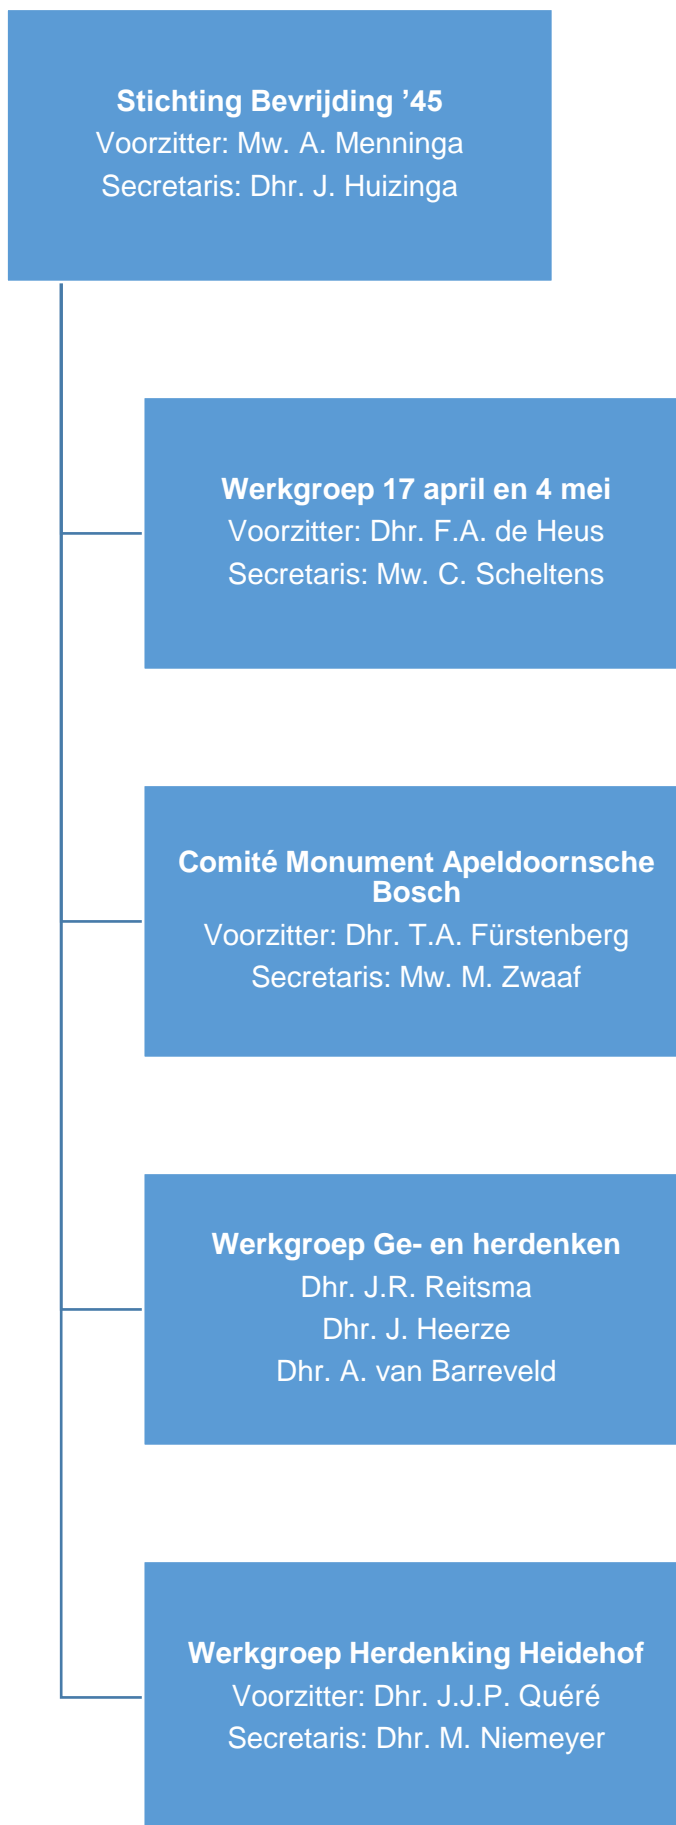 Stichting Bevrijding ’45
Voorzitter: Mw. A. Menninga
Secretaris: Dhr. J. Huizinga
Werkgroep 17 april en 4 mei
Voorzitter: Dhr. F.A. de Heus
Secretaris: Mw. C. Scheltens
Comité Monument Apeldoornsche
Bosch
Voorzitter: Dhr. T.A. Fürstenberg
Secretaris: Mw. M. Zwaaf
Werkgroep Ge- en herdenken
Dhr. J.R. Reitsma
Dhr. J. Heerze
Dhr. A. van Barreveld
Werkgroep Herdenking Heidehof
Voorzitter: Dhr. J.J.P. Quéré
Secretaris: Dhr. M. Niemeyer